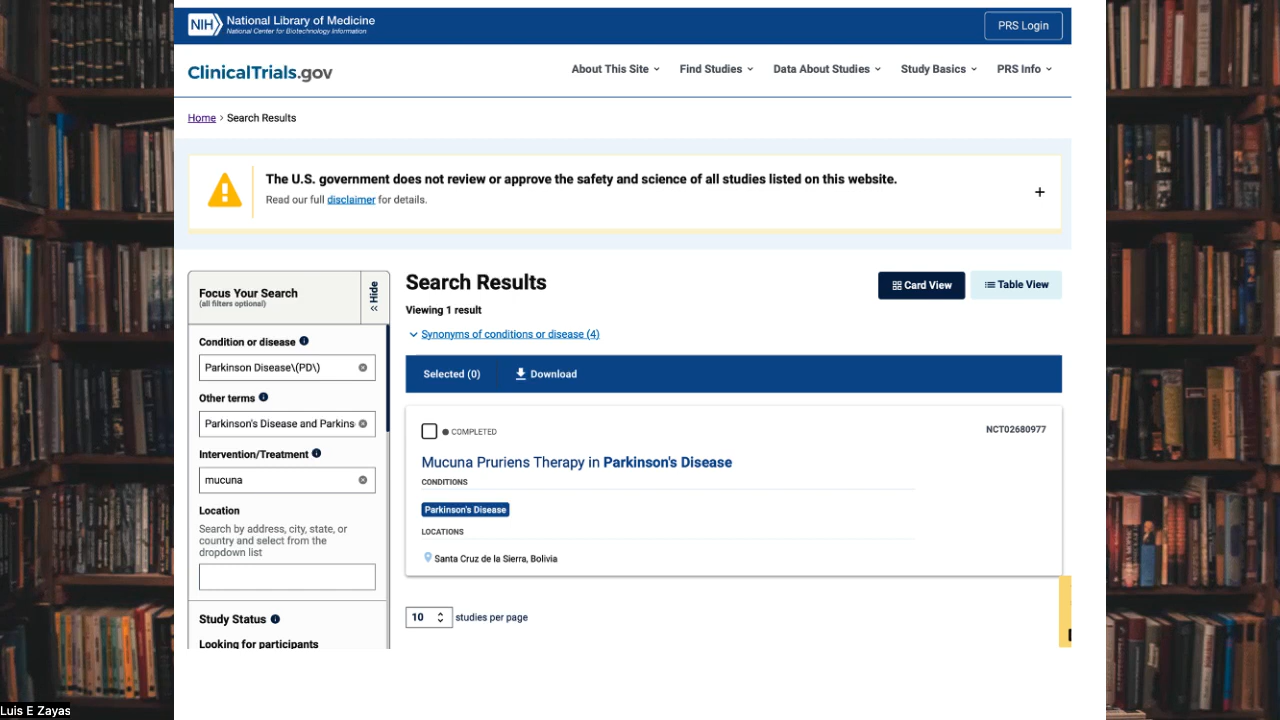 NIH National Library of Medicine
National Center for Biotechnology Information
PRS Login
ClinicalTrials.gov
About This Site
Find Studies
Data About Studies
Study Basics
PRS Info
Home › Search Results
The U.S. government does not review or approve the safety and science of all studies listed on this website.
Read our full disclaimer for details.
+
Focus Your Search
(all filters optional)
Hide
Condition or disease
Parkinson Disease\(PD\)
Other terms
Parkinson's Disease and Parkins
Intervention/Treatment
mucuna
Location
Search by address, city, state, or
country and select from the
dropdown list
Study Status
Looking for participants
Search Results
Card View
Table View
Viewing 1 result
Synonyms of conditions or disease (4)
Selected (0)
Download
COMPLETED
NCT02680977
Mucuna Pruriens Therapy in Parkinson's Disease
CONDITIONS
Parkinson's Disease
LOCATIONS
Santa Cruz de la Sierra, Bolivia
10 studies per page
Luis E Zayas